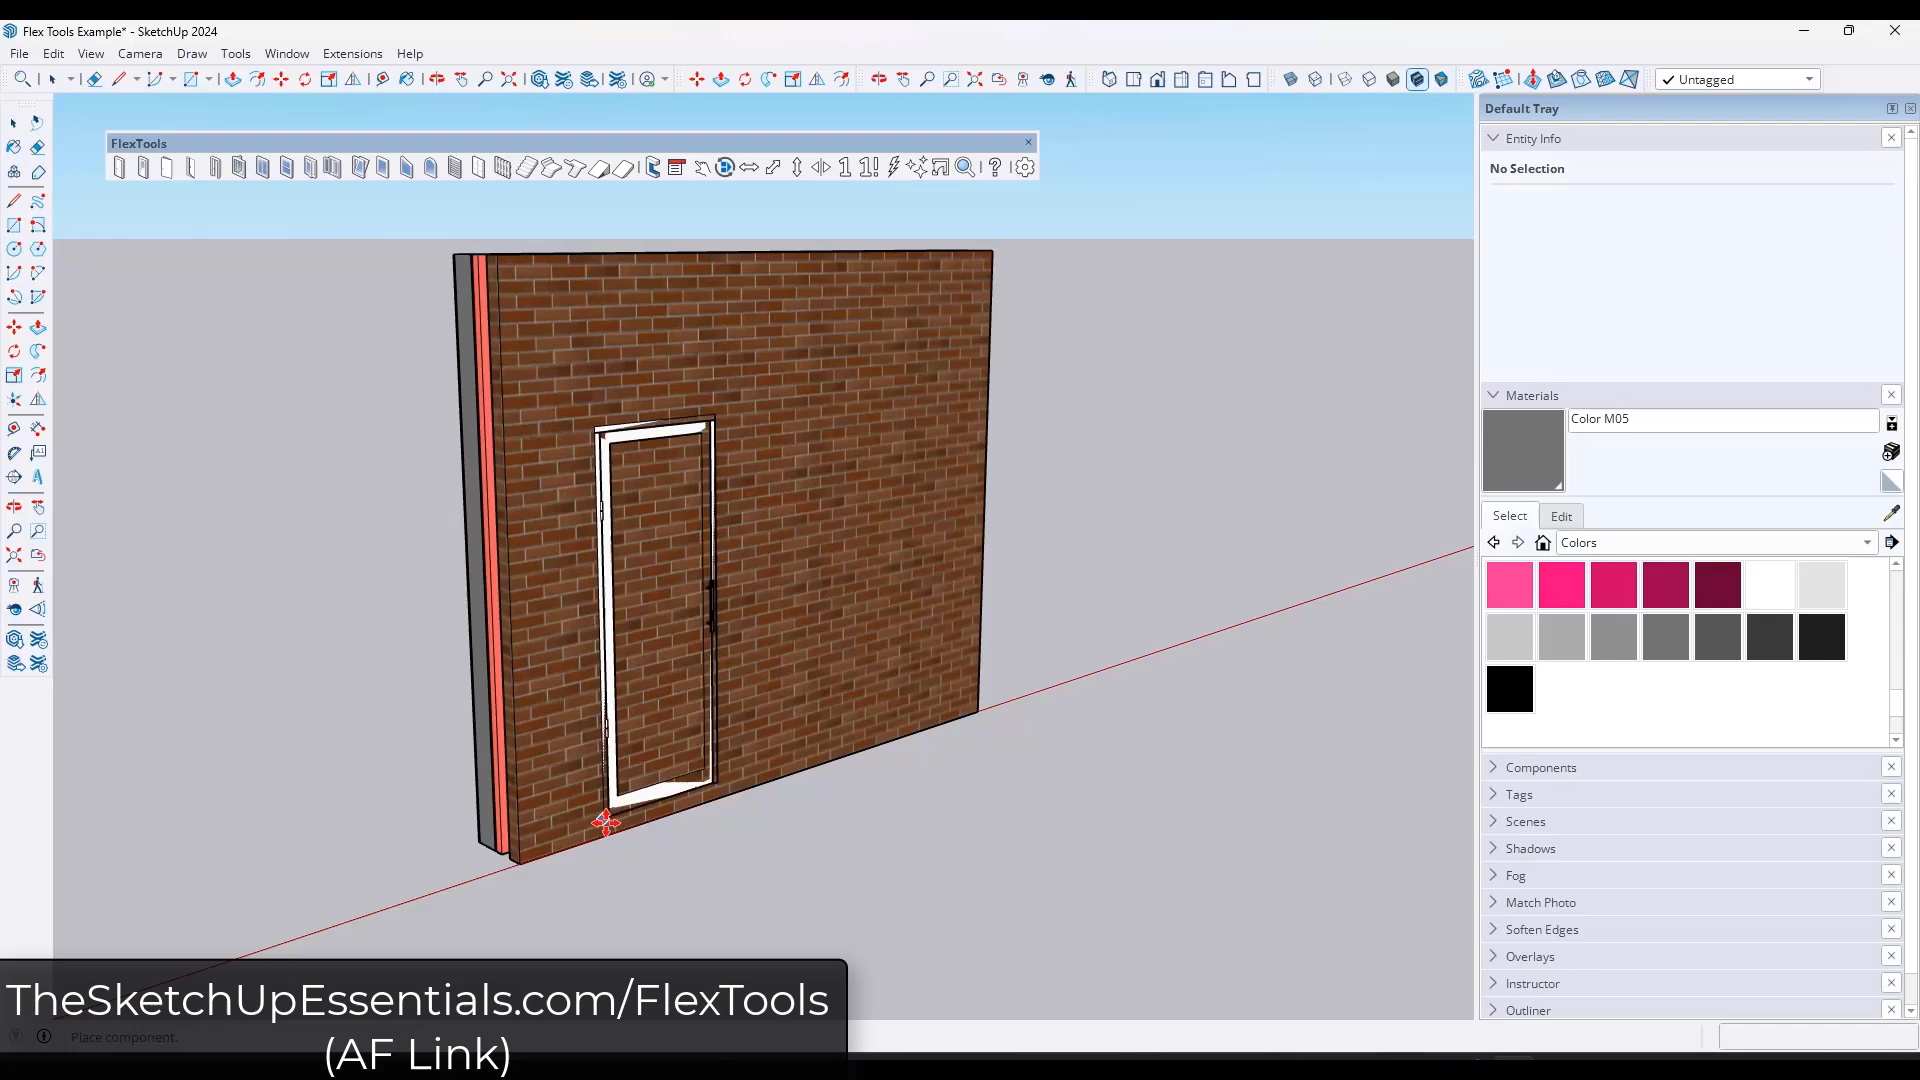 Flex Tools Example* - SketchUp 2024
File Edit View Camera Draw Tools Window Extensions Help
Untagged
FlexTools
1 1! ?
Default Tray
Entity Info
No Selection
Materials
Color M05
Select Edit
Colors
Components
Tags
Scenes
Shadows
Fog
Match Photo
Soften Edges
Overlays
Instructor
Outliner
TheSketchUpEssentials.com/FlexTools
Place component.
(AF Link)